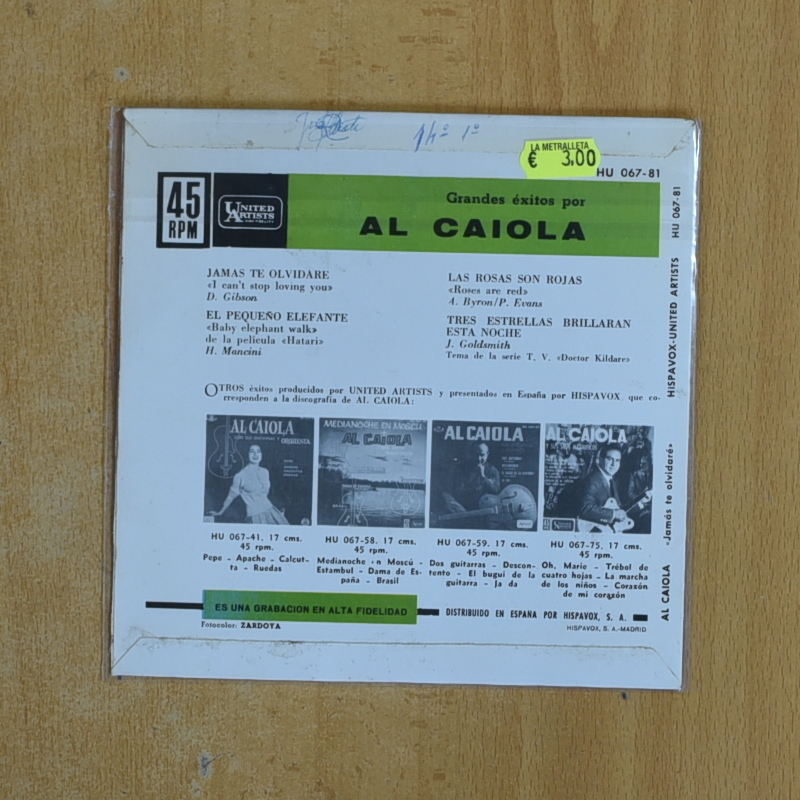 1º 1º
LA METRALLETA
€ 3.00
HU 067-81
45
RPM
UNITED
ARTISTS
Grandes éxitos por
AL CAIOLA
JAMAS TE OLVIDARE
«I can't stop loving you»
D. Gibson
EL PEQUEÑO ELEFANTE
«Baby elephant walk»
de la película «Hatari»
H. Mancini
LAS ROSAS SON ROJAS
«Roses are red»
A. Byron/P. Evans
TRES ESTRELLAS BRILLARAN
ESTA NOCHE
J. Goldsmith
Tema de la serie T. V. «Doctor Kildare»
OTROS éxitos producidos por UNITED ARTISTS y presentados en España por HISPAVOX, que co-
rresponden a la discografía de AL CAIOLA:
AL CAIOLA
ORQUESTA
MEDIANOCHE EN MOSCU
AL CAIOLA
AL CAIOLA
AL CAIOLA
HU 067-41. 17 cms.
45 rpm.
Pepe - Apache - Calcut-
ta - Ruedas
HU 067-58. 17 cms.
45 rpm.
Medianoche en Moscú -
Estambul - Dama de Es-
paña - Brasil
HU 067-59. 17 cms.
45 rpm.
Dos guitarras - Descon-
tento - El bugui de la
guitarra - Ja da
HU 067-75. 17 cms.
45 rpm.
Oh, Marie - Trébol de
cuatro hojas - La marcha
de los niños - Corazón
de mi corazón
ES UNA GRABACION EN ALTA FIDELIDAD
DISTRIBUIDO EN ESPAÑA POR HISPAVOX, S. A.
Fotocolor: ZARDOYA
HISPAVOX, S. A.-MADRID
AL CAIOLA «Jamás te olvidaré» HISPAVOX-UNITED ARTISTS HU 067-81